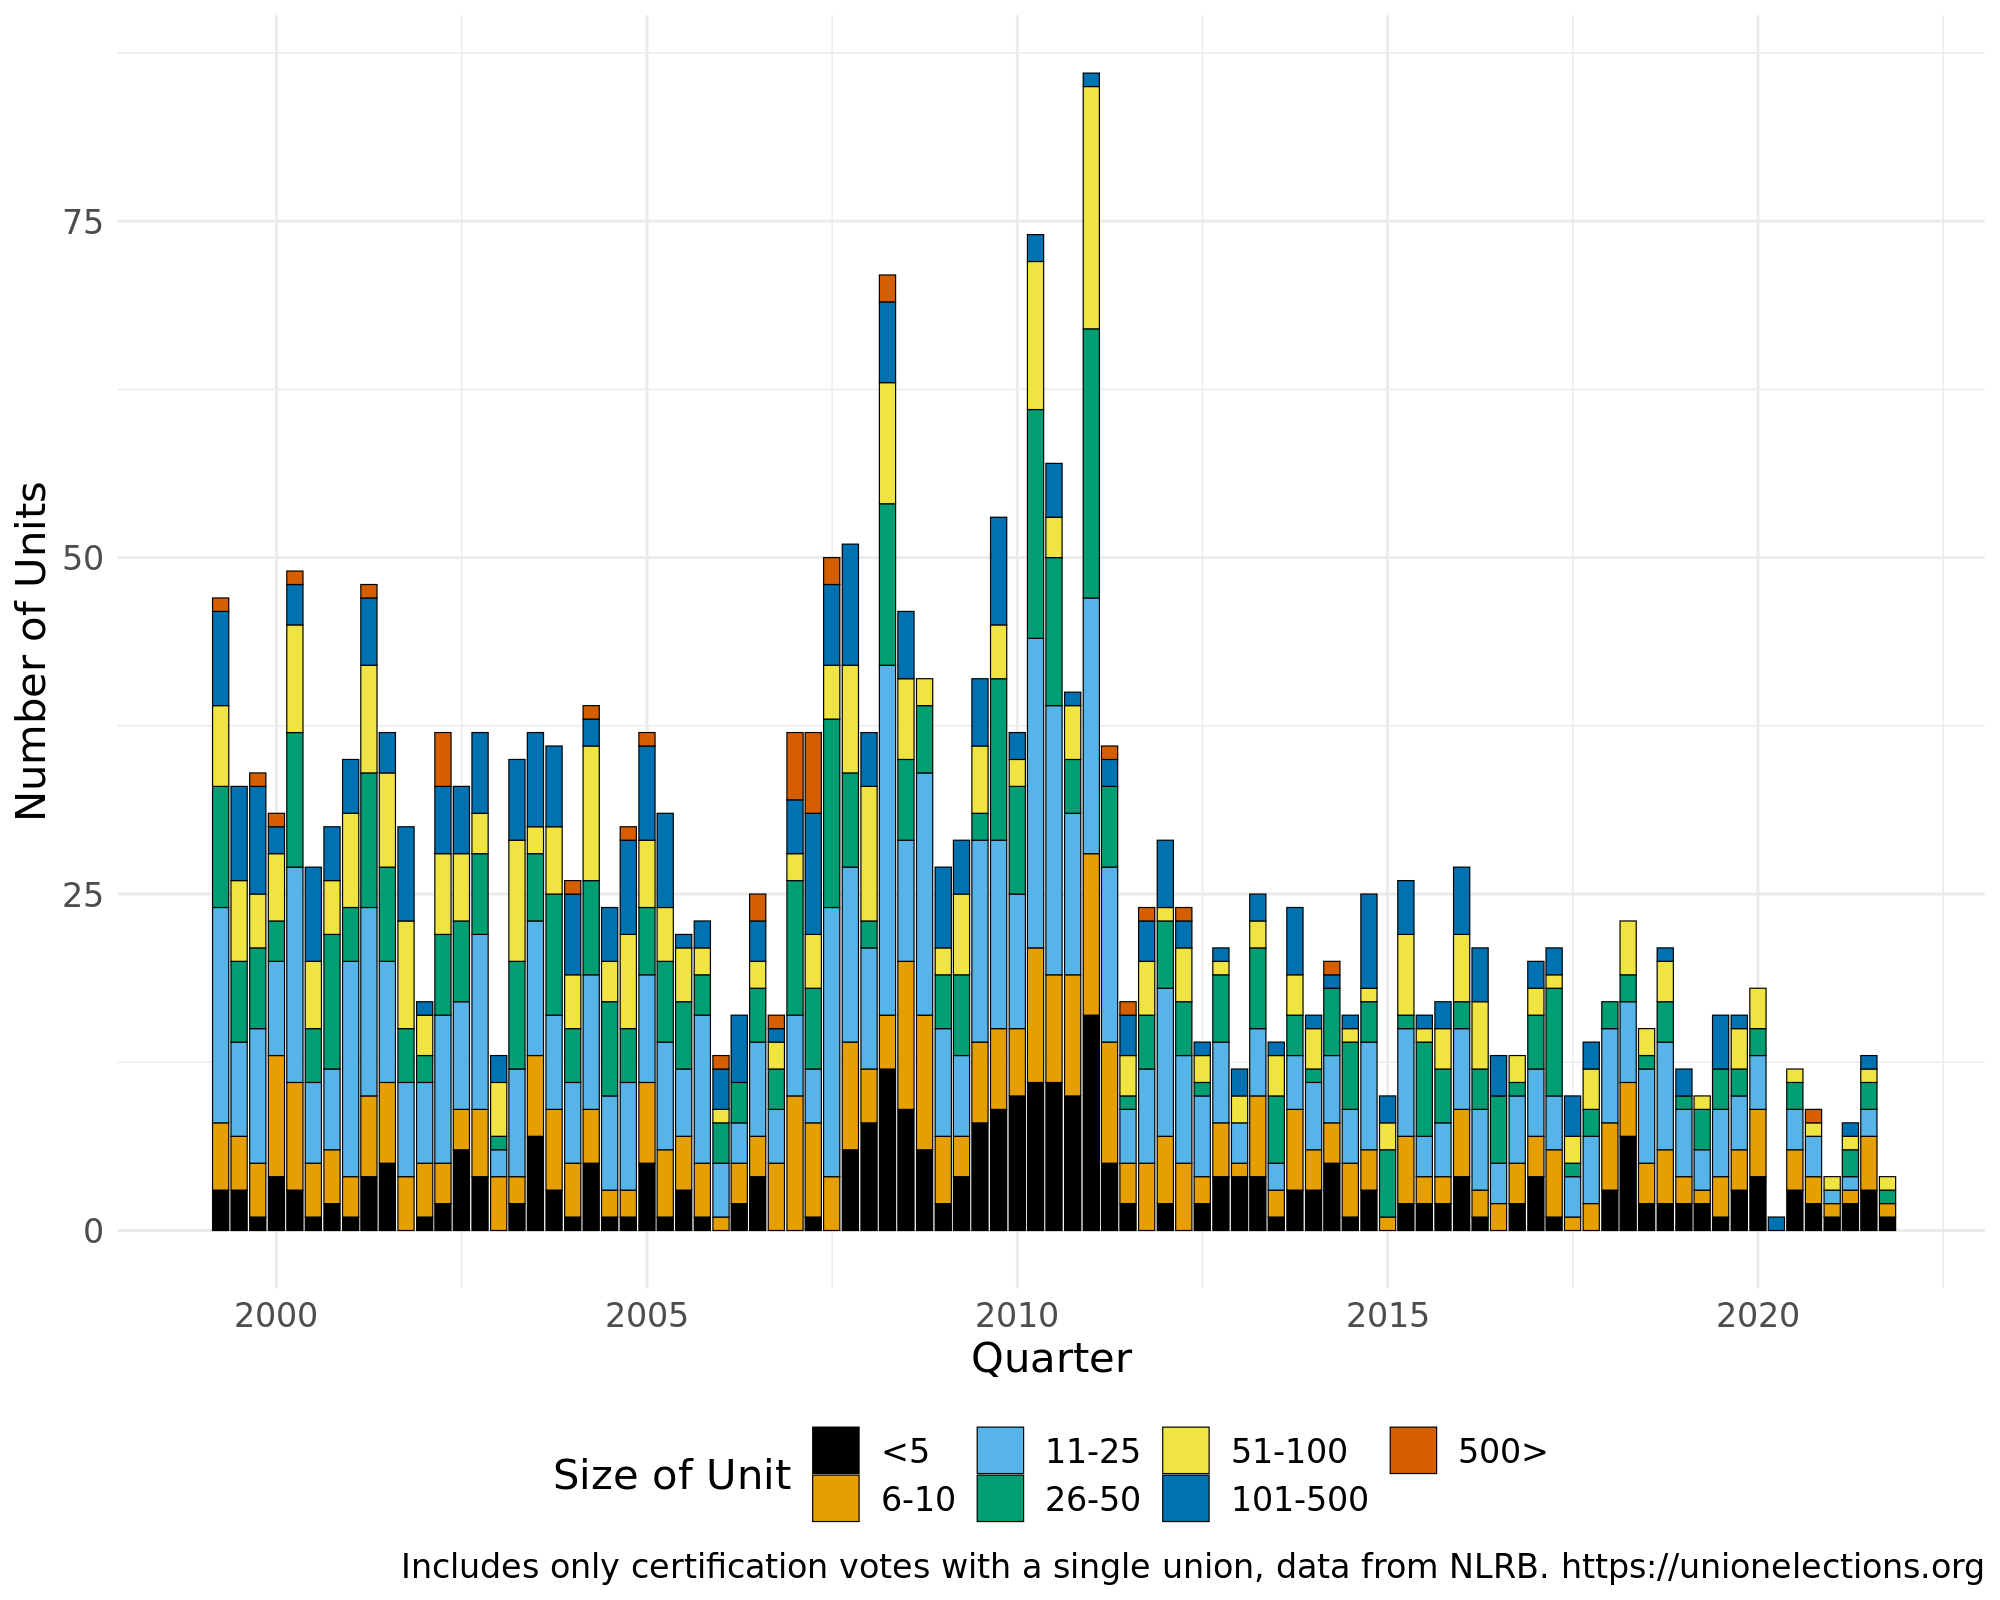 75
50
25
0
Number of Units
2000 2005 2010 2015 2020
Quarter
Size of Unit
<5 11-25 51-100 500>
6-10 26-50 101-500
Includes only certification votes with a single union, data from NLRB. https://unionelections.org